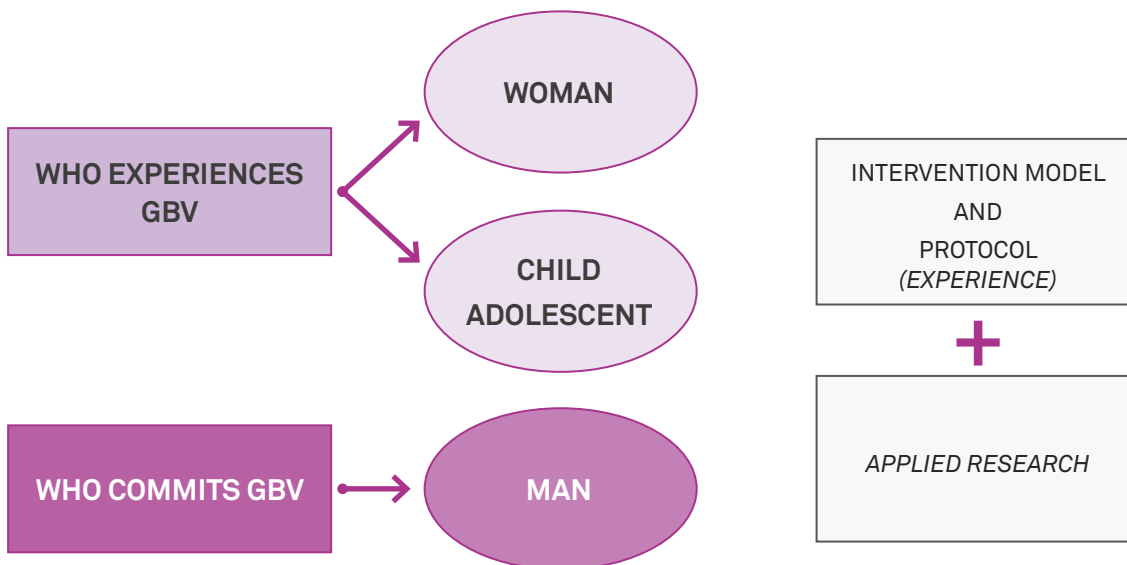 WHO EXPERIENCES
GBV
WOMAN
CHILD
ADOLESCENT
WHO COMMITS GBV
MAN
INTERVENTION MODEL
AND
PROTOCOL
(EXPERIENCE)
+
APPLIED RESEARCH